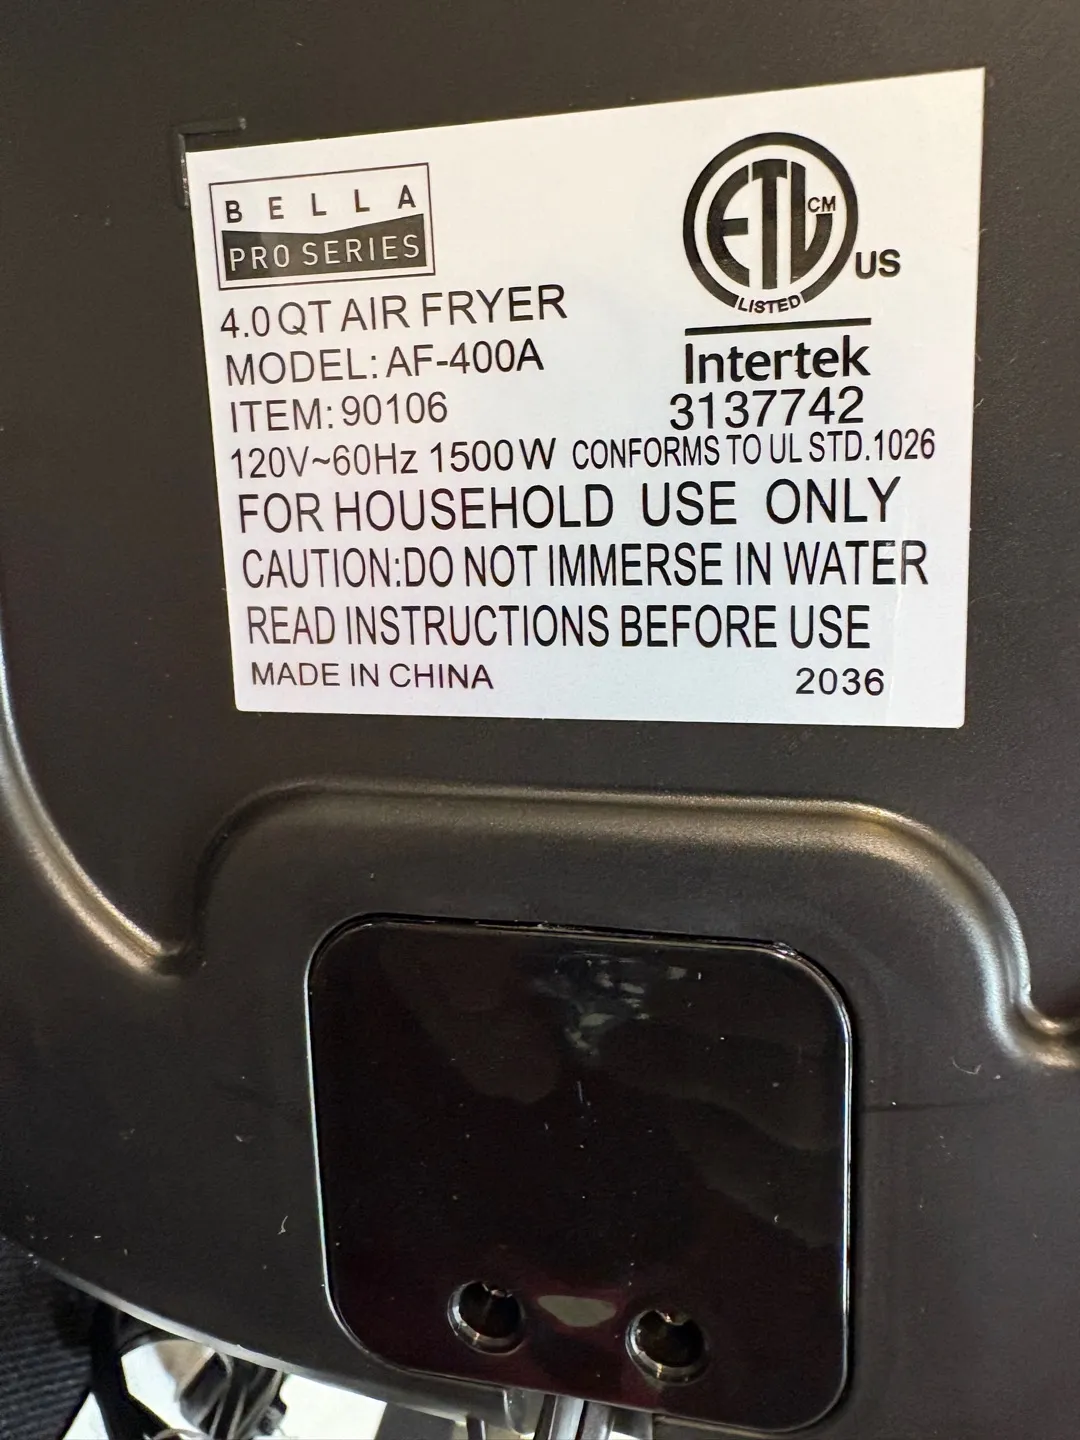 BELLA
PRO SERIES
4.0 QT AIR FRYER
MODEL: AF-400A
ITEM: 90106
120V~60Hz 1500W
ETL CM
LISTED
US
Intertek
3137742
CONFORMS TO UL STD.1026
FOR HOUSEHOLD USE ONLY
CAUTION:DO NOT IMMERSE IN WATER
READ INSTRUCTIONS BEFORE USE
MADE IN CHINA
2036